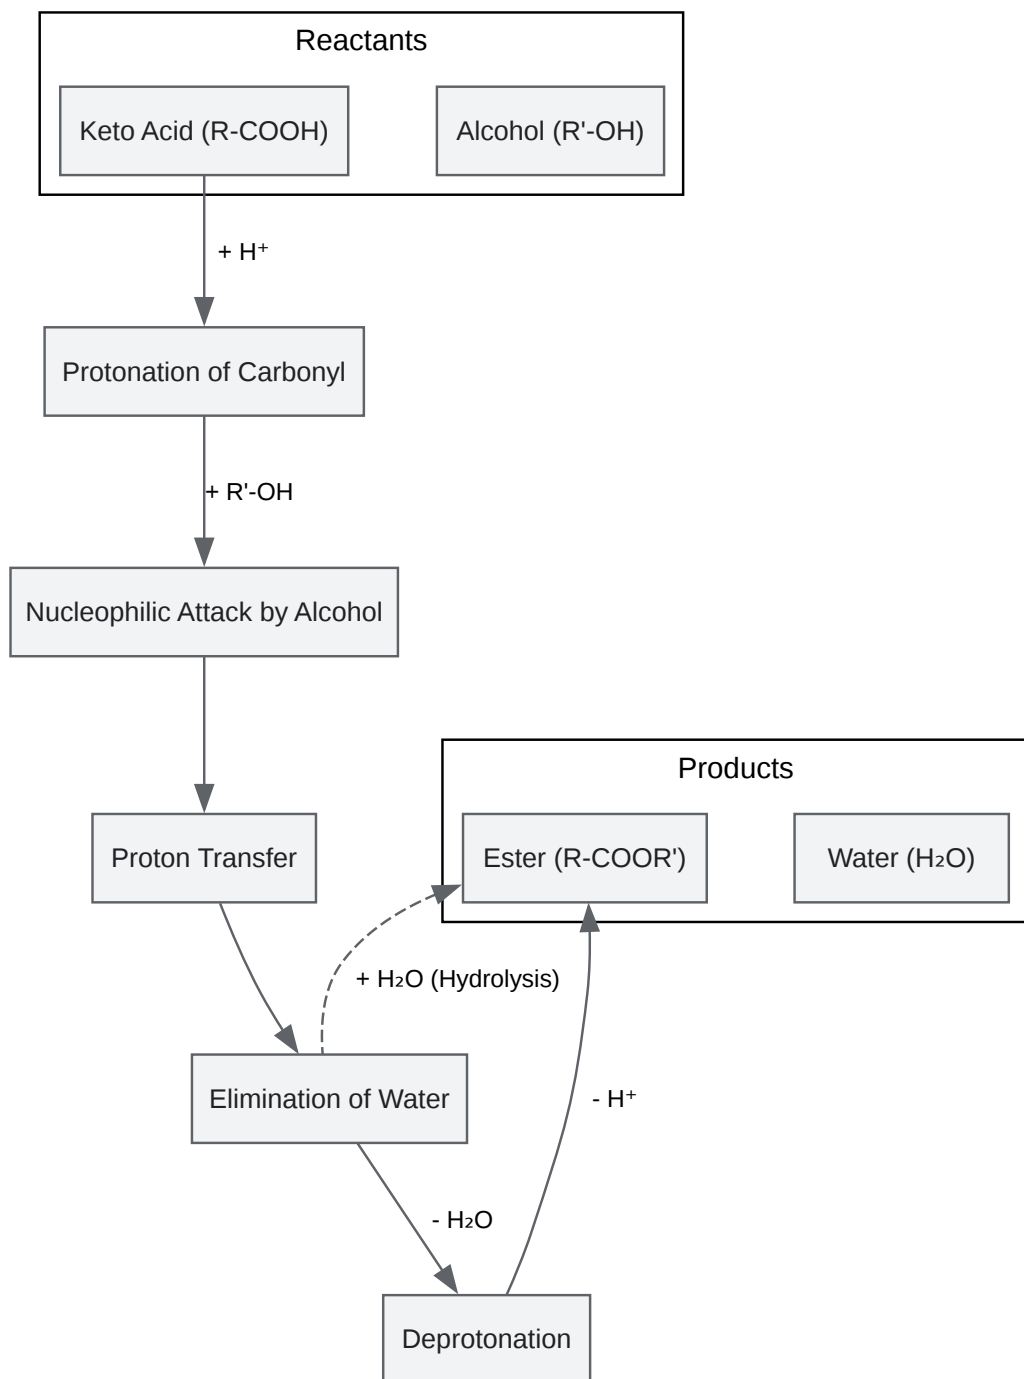 Reactants
Keto Acid (R-COOH)
Alcohol (R'-OH)
+ H⁺
Protonation of Carbonyl
+ R'-OH
Nucleophilic Attack by Alcohol
Products
Proton Transfer
Ester (R-COOR')
Water (H₂O)
+ H₂O (Hydrolysis)
Elimination of Water
- H⁺
- H₂O
Deprotonation